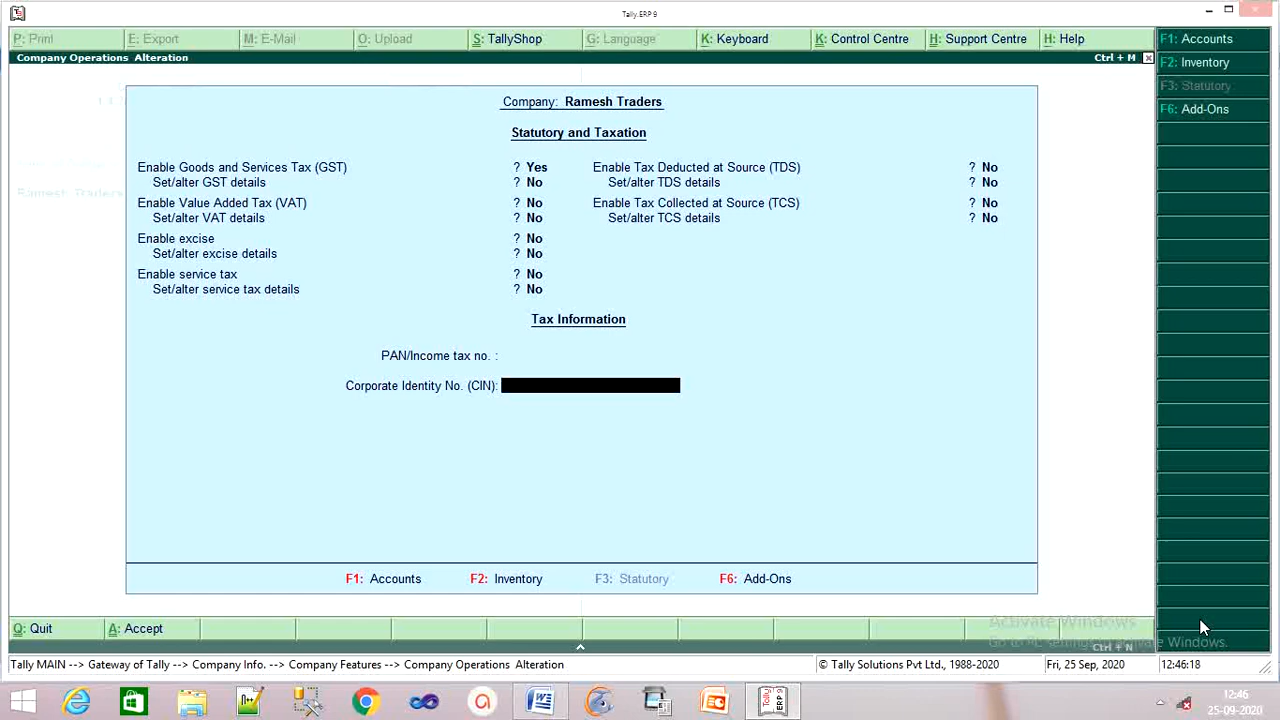 Tally.ERP 9
P: Print E: Export M: E-Mail O: Upload S: TallyShop G: Language K: Keyboard K: Control Centre H: Support Centre H: Help
F1: Accounts
Company Operations Alteration Ctrl + M
F2: Inventory
F3: Statutory
F6: Add-Ons
Company: Ramesh Traders
Statutory and Taxation
Enable Goods and Services Tax (GST) ? Yes Enable Tax Deducted at Source (TDS) ? No
Set/alter GST details ? No Set/alter TDS details ? No
Enable Value Added Tax (VAT) ? No Enable Tax Collected at Source (TCS) ? No
Set/alter VAT details ? No Set/alter TCS details ? No
Enable excise ? No
Set/alter excise details ? No
Enable service tax ? No
Set/alter service tax details ? No
Tax Information
PAN/Income tax no. :
Corporate Identity No. (CIN):
F1: Accounts F2: Inventory F3: Statutory F6: Add-Ons
Q: Quit A: Accept
Activate Windows
Go to PC settings to activate Windows.
Ctrl + N
Tally MAIN --> Gateway of Tally --> Company Info. --> Company Features --> Company Operations Alteration © Tally Solutions Pvt Ltd., 1988-2020 Fri, 25 Sep, 2020 12:46:18
12:46
25-09-2020